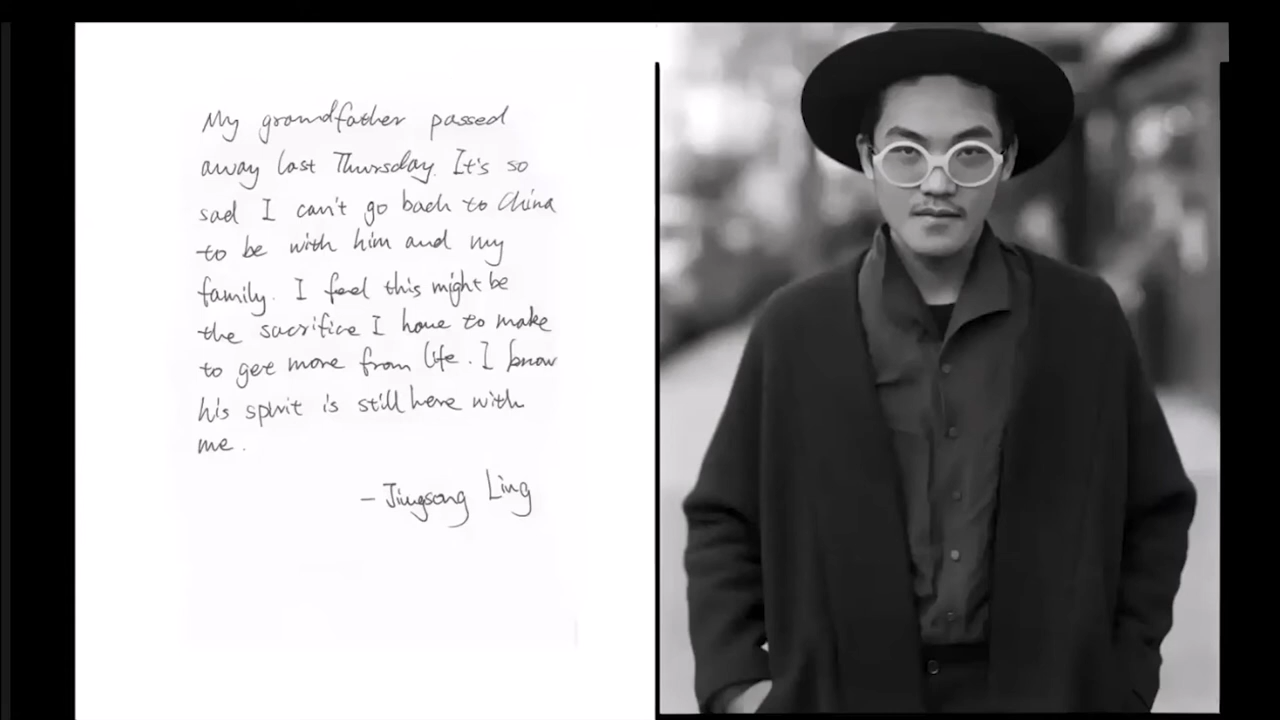 My grandfather passed
away last Thursday. It's so
sad I can't go back to China
to be with him and my
family. I feel this might be
the sacrifice I have to make
to get more from life. I know
his spirit is still here with
me.
– Jingsong Ling